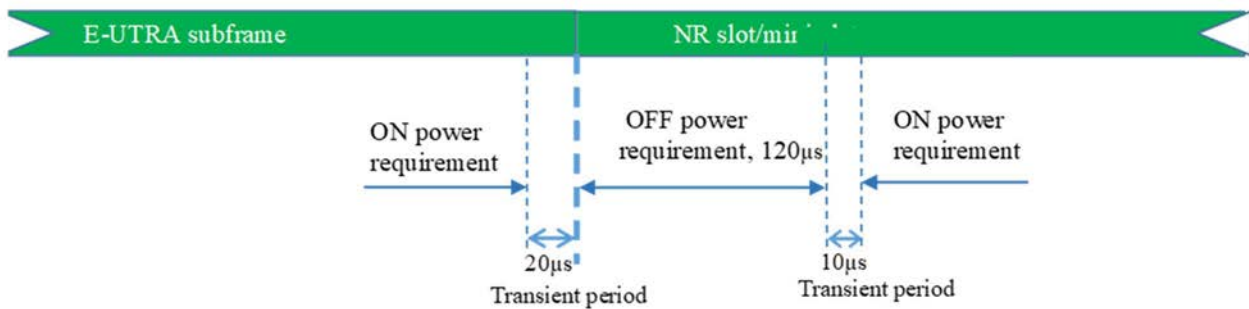 E-UTRA subframe
NR slot/mi
ON power
requirement
OFF power
requirement, 120μs
ON power
requirement
20μs
Transient period
10μs
Transient period